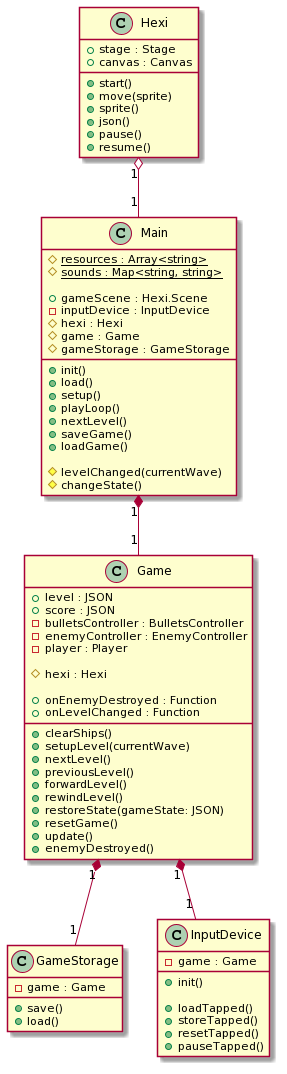 C Hexi
stage : Stage
canvas : Canvas
start()
move(sprite)
sprite()
json()
pause()
resume()
1
1
C Main
resources : Array<string>
sounds : Map<string, string>
gameScene : Hexi.Scene
inputDevice : InputDevice
hexi : Hexi
game : Game
gameStorage : GameStorage
init()
load()
setup()
playLoop()
nextLevel()
saveGame()
loadGame()
levelChanged(currentWave)
changeState()
1
1
C Game
level : JSON
score : JSON
bulletsController : BulletsController
enemyController : EnemyController
player : Player
hexi : Hexi
onEnemyDestroyed : Function
onLevelChanged : Function
clearShips()
setupLevel(currentWave)
nextLevel()
previousLevel()
forwardLevel()
rewindLevel()
restoreState(gameState: JSON)
resetGame()
update()
enemyDestroyed()
1 1
1 1
C GameStorage
game : Game
save()
load()
C InputDevice
game : Game
init()
loadTapped()
storeTapped()
resetTapped()
pauseTapped()